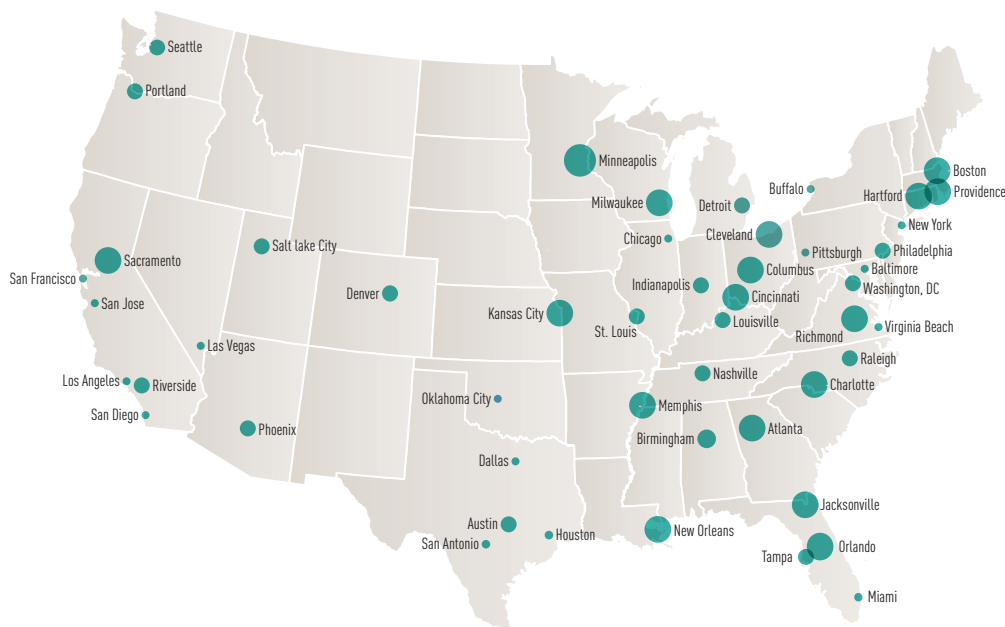 Seattle
Portland
Minneapolis
Boston
Buffalo
Providence
Hartford
Milwaukee
Detroit
New York
Cleveland
Chicago
Salt lake City
Philadelphia
Pittsburgh
Sacramento
Baltimore
Columbus
San Francisco
Indianapolis
Washington, DC
Denver
Cincinnati
San Jose
Kansas City
Louisville
Virginia Beach
St. Louis
Richmond
Las Vegas
Raleigh
Nashville
Los Angeles
Riverside
Charlotte
Oklahoma City
Memphis
San Diego
Phoenix
Atlanta
Birmingham
Dallas
Jacksonville
Austin
New Orleans
Houston
San Antonio
Orlando
Tampa
Miami